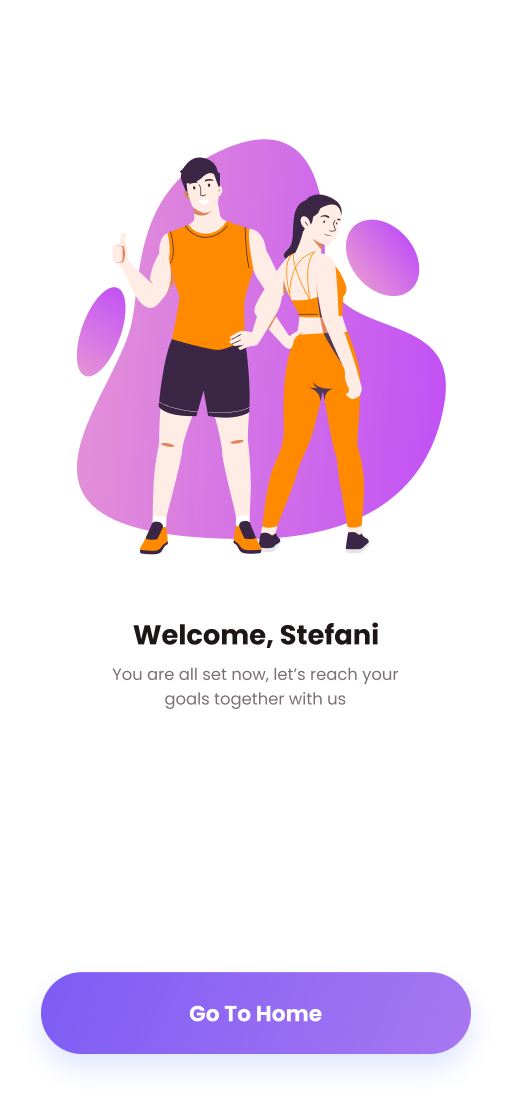 Welcome, Stefani
You are all set now, let’s reach your
goals together with us
Go To Home